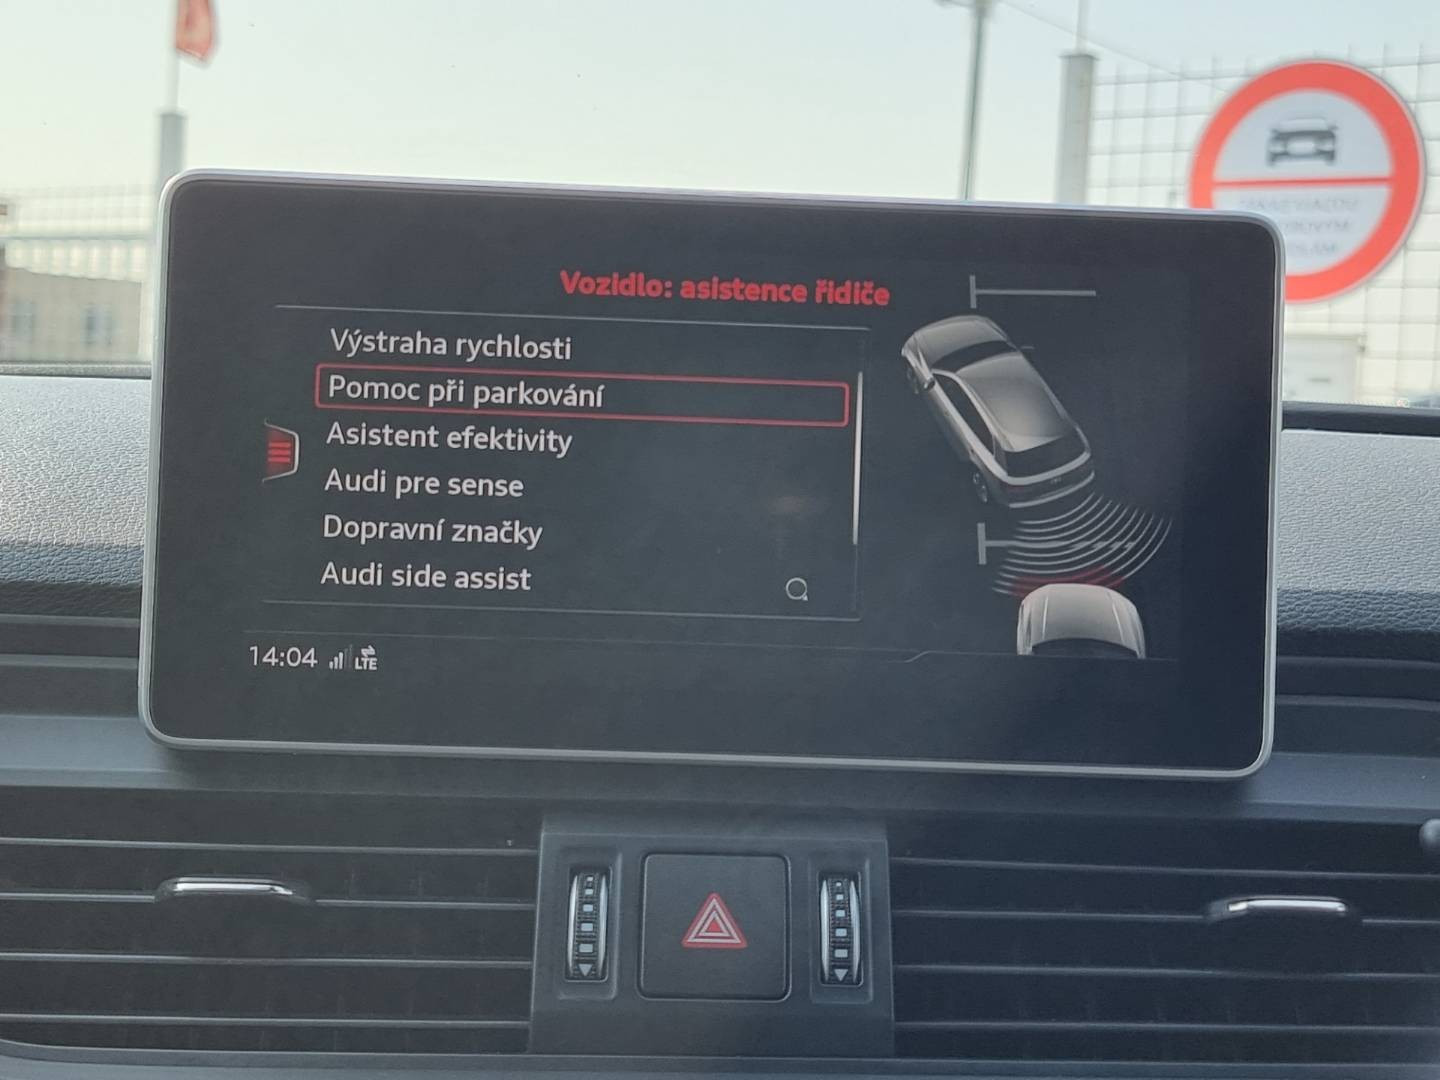 Vozidlo: asistence řidiče
Výstraha rychlosti
Pomoc při parkování
Asistent efektivity
Audi pre sense
Dopravní značky
Audi side assist
14:04 LTE